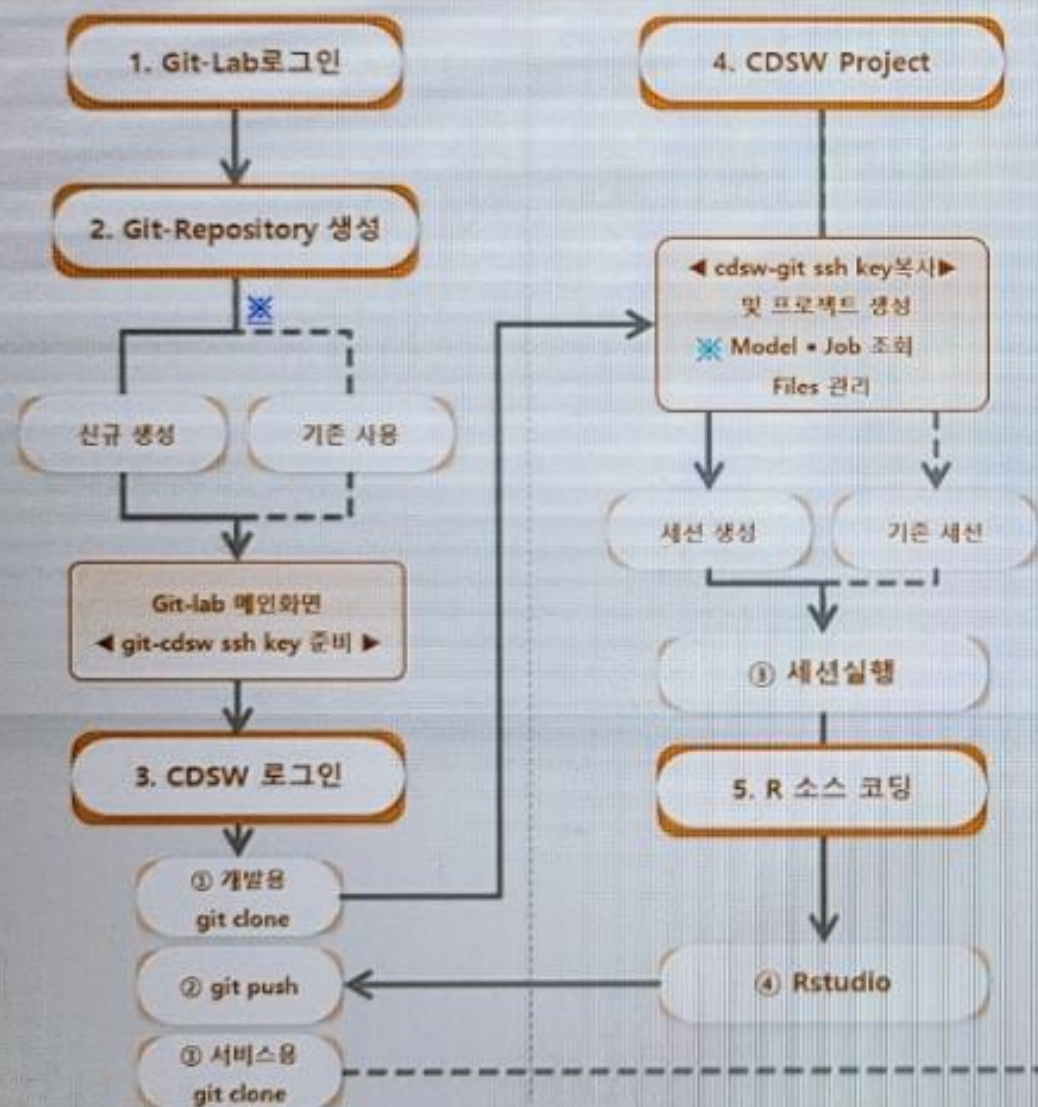 1. Git-Lab로그인
2. Git-Repository 생성
※
신규 생성
기존 사용
Git-lab 메인화면
◀ git-cdsw ssh key 준비 ▶
3. CDSW 로그인
① 개발용
git clone
② git push
③ 서비스용
git clone
4. CDSW Project
◀ cdsw-git ssh key복사▶
및 프로젝트 생성
※ Model • Job 조회
Files 관리
세션 생성
기존 세션
③ 세션실행
5. R 소스 코딩
④ Rstudio